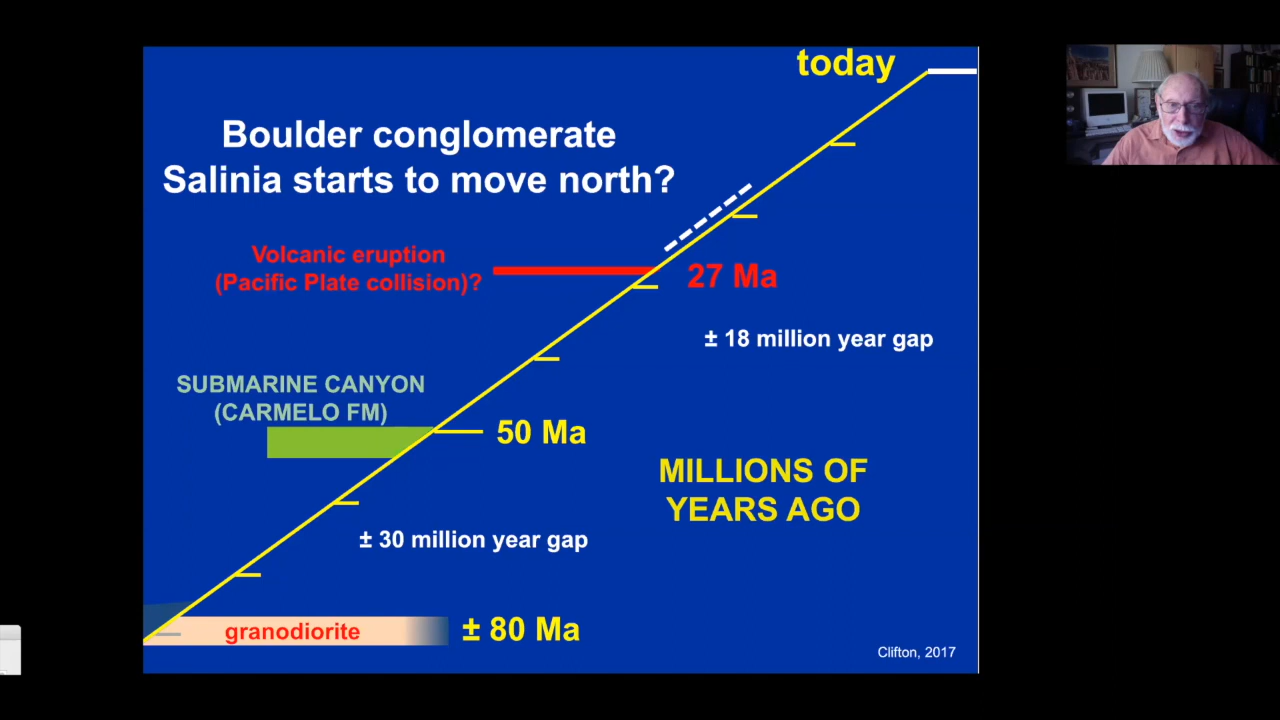 today
Boulder conglomerate
Salinia starts to move north?
Volcanic eruption
(Pacific Plate collision)?
27 Ma
± 18 million year gap
SUBMARINE CANYON
(CARMELO FM)
50 Ma
MILLIONS OF
YEARS AGO
± 30 million year gap
granodiorite
± 80 Ma
Clifton, 2017